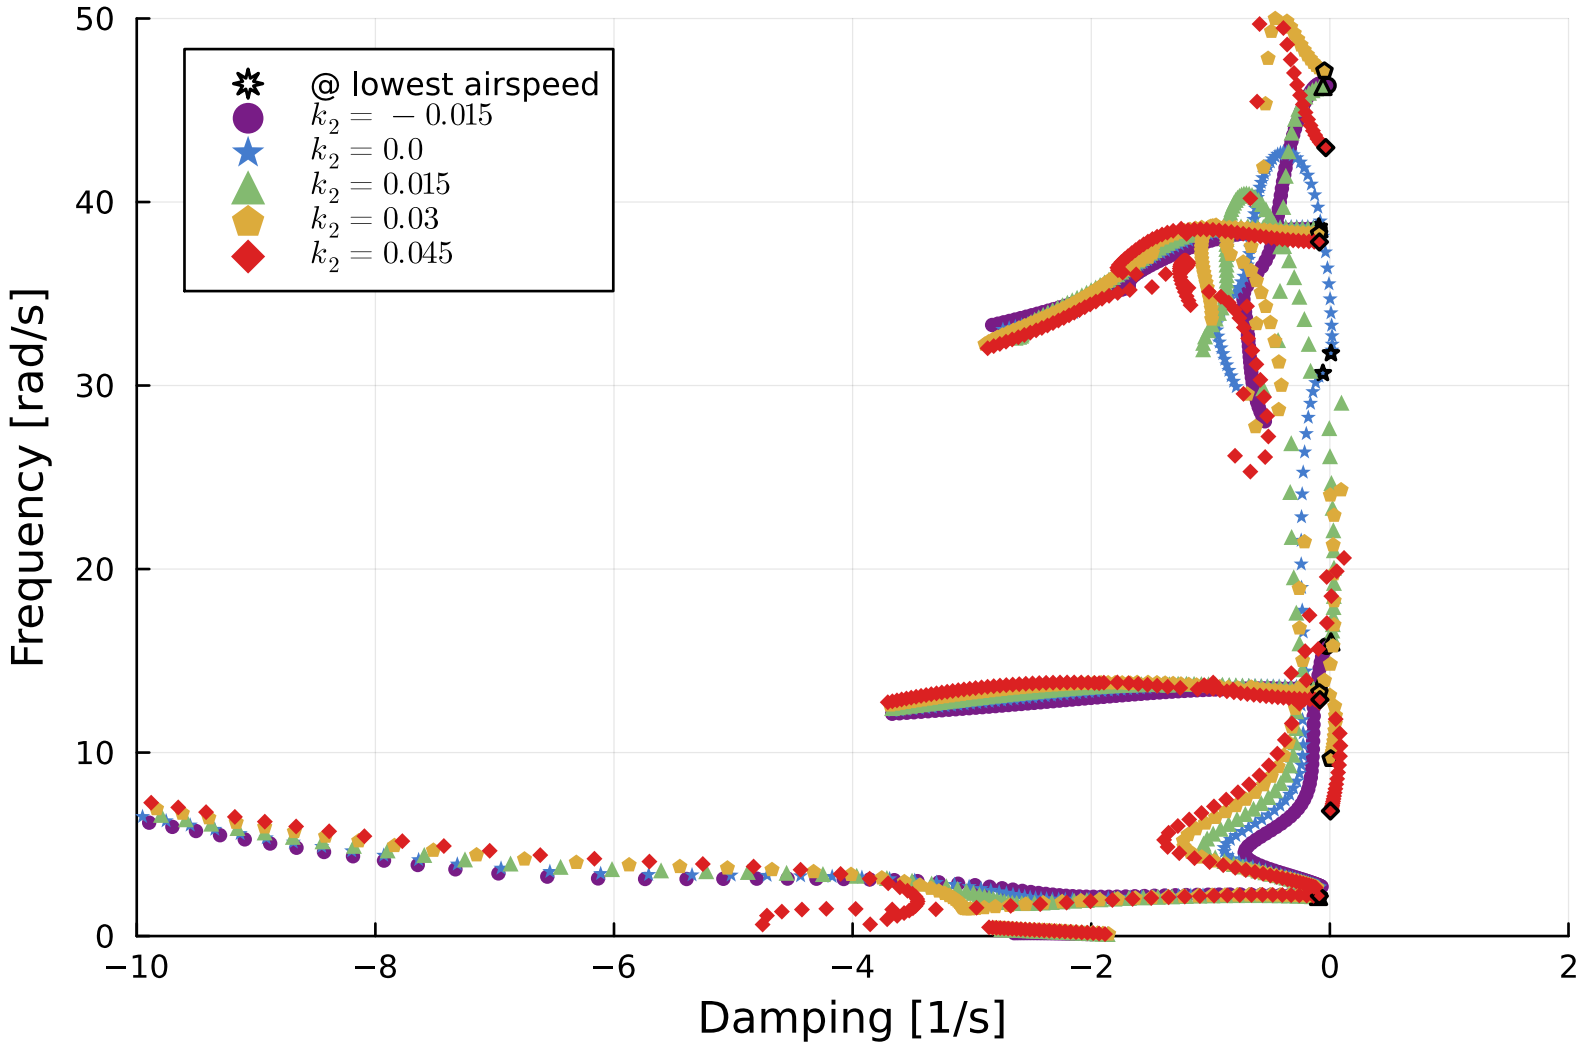 50
40
30
20
10
0
Frequency [rad/s]
@ lowest airspeed
k₂ = − 0.015
k₂ = 0.0
k₂ = 0.015
k₂ = 0.03
k₂ = 0.045
−10 −8 −6 −4 −2 0 2
Damping [1/s]